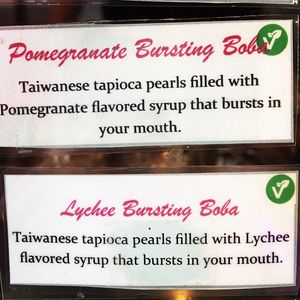 Pomegranate Bursting Boba
Taiwanese tapioca pearls filled with
Pomegranate flavored syrup that bursts in
your mouth.
Lychee Bursting Boba
Taiwanese tapioca pearls filled with Lychee
flavored syrup that bursts in your mouth.